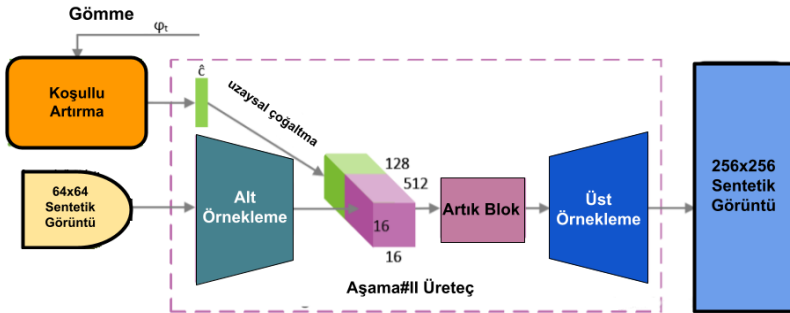 Gömme
φt
Koşullu
Artırma
ĉ
uzaysal çoğaltma
64x64
Sentetik
Görüntü
Alt
Örnekleme
128
512
16
16
Artık Blok
Üst
Örnekleme
256x256
Sentetik
Görüntü
Aşama#II Üreteç